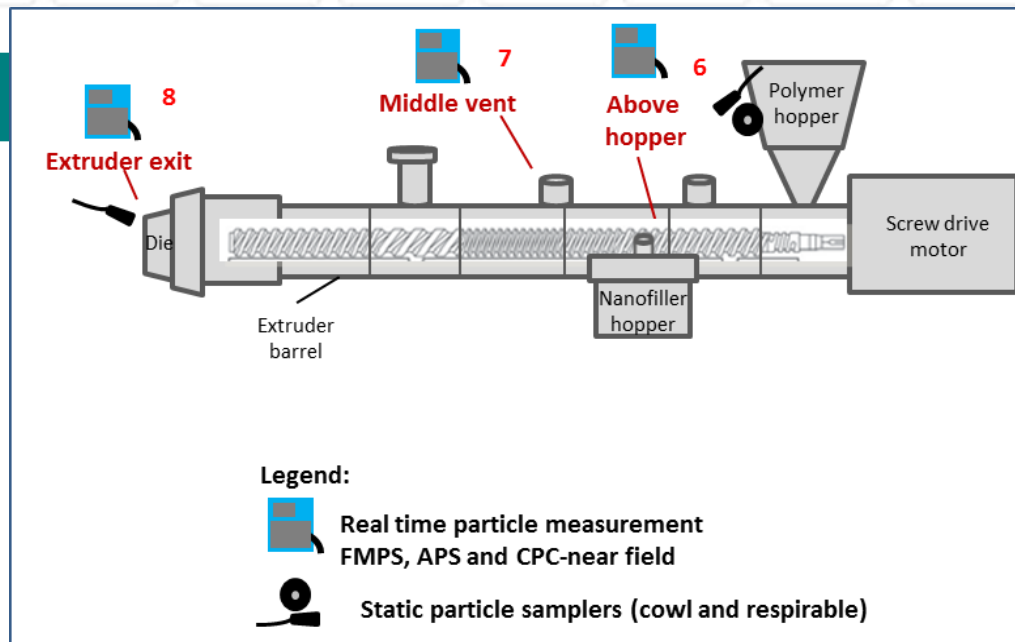 8
Extruder exit
7
Middle vent
6
Above
hopper
Polymer
hopper
Die
Screw drive
motor
Nanofiller
hopper
Extruder
barrel
Legend:
Real time particle measurement
FMPS, APS and CPC-near field
Static particle samplers (cowl and respirable)